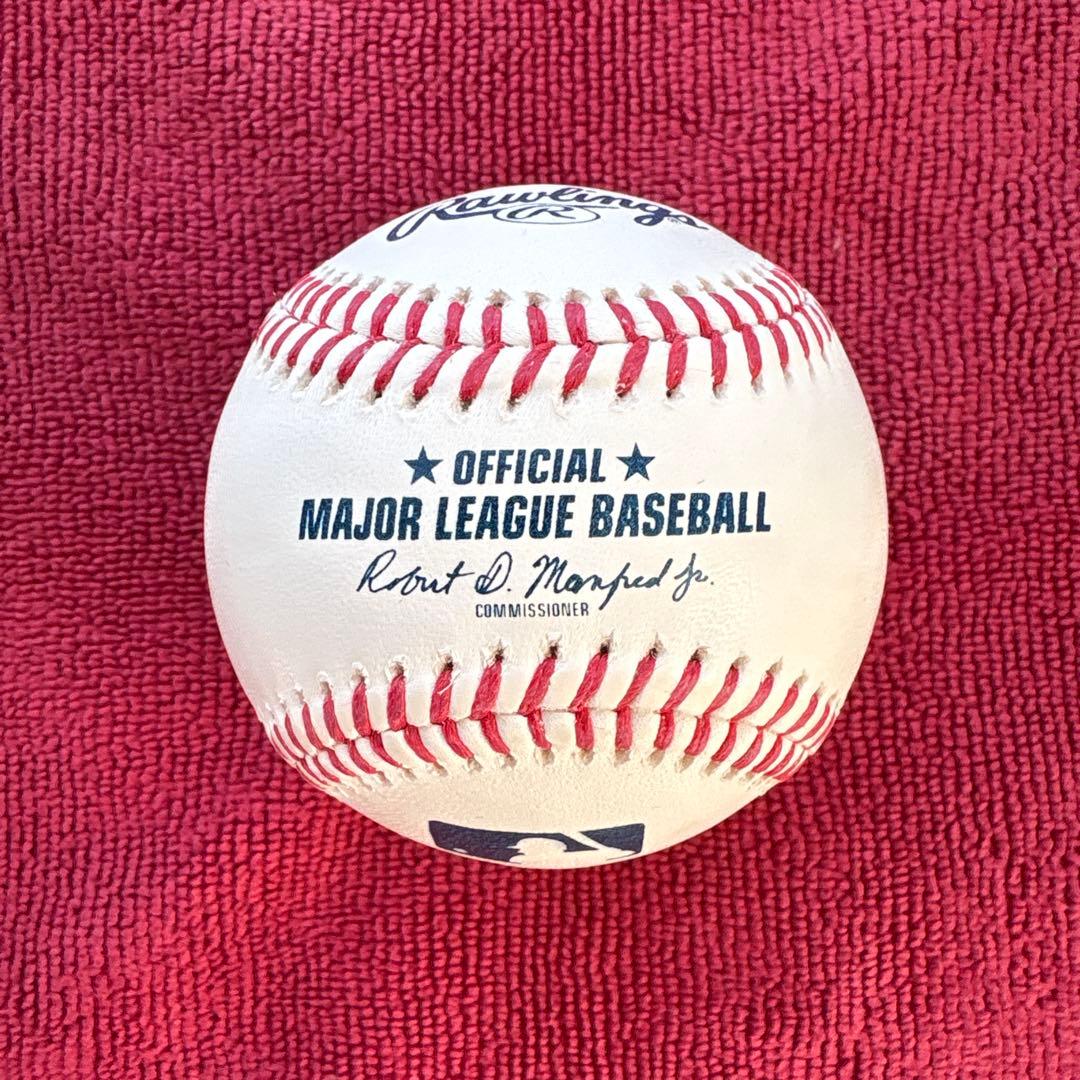 Rawlings
R
★ OFFICIAL ★
MAJOR LEAGUE BASEBALL
Robert D. Manfred Jr.
COMMISSIONER